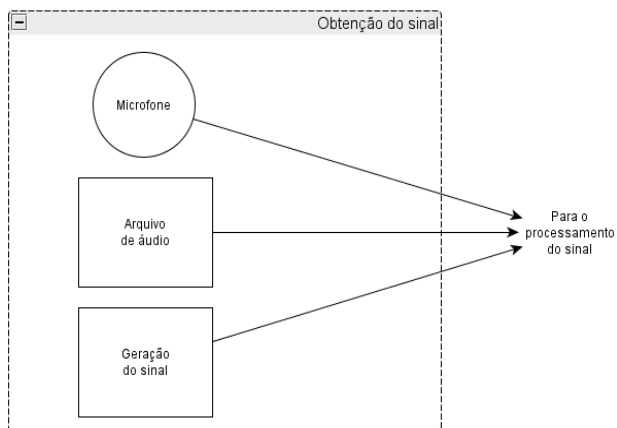 Obtenção do sinal
Microfone
Arquivo
de áudio
Geração
do sinal
Para o
processamento
do sinal